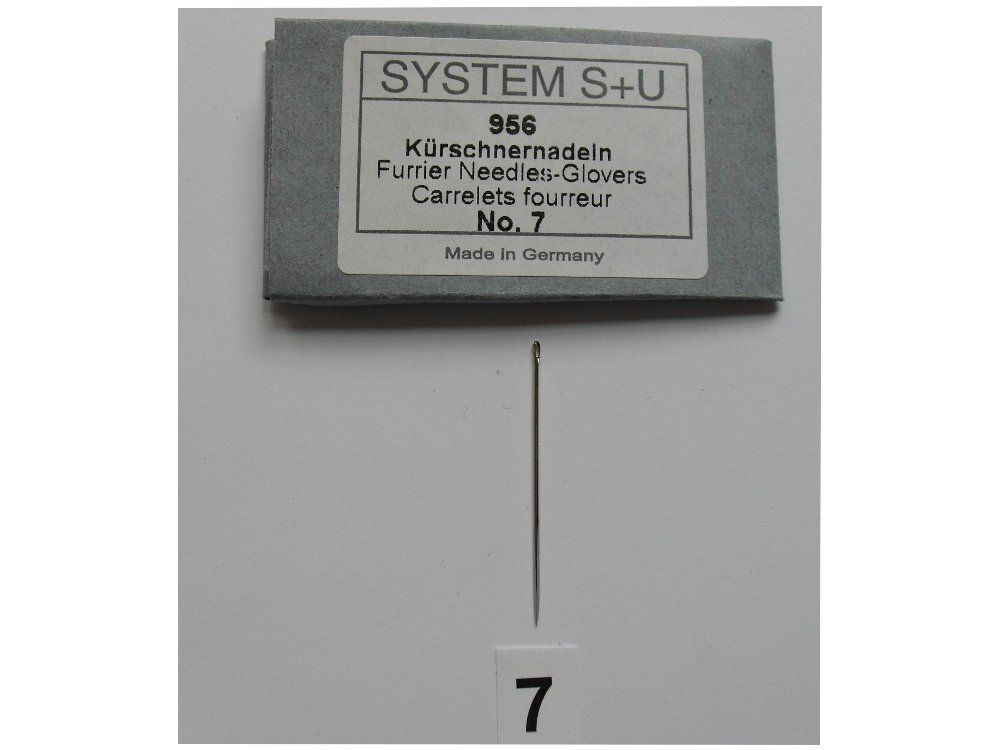 SYSTEM S+U
956
Kürschnernadeln
Furrier Needles-Glovers
Carrelets fourreur
No. 7
Made in Germany
7